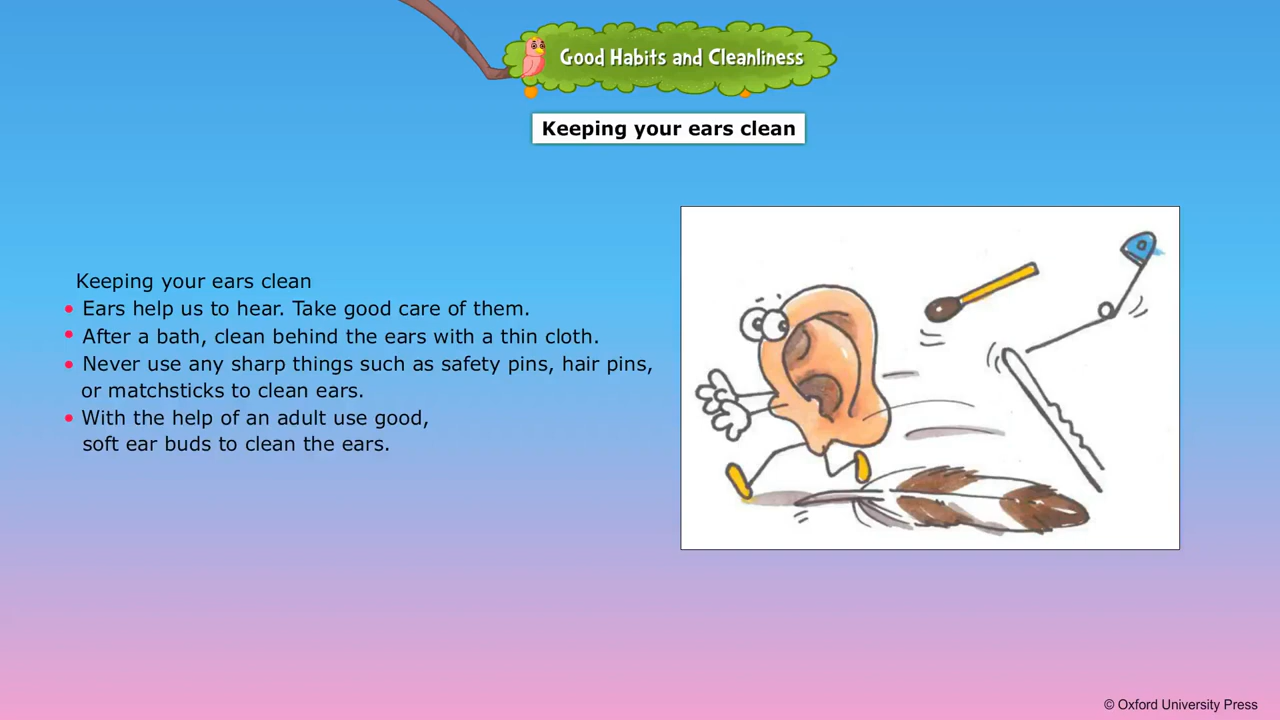 Good Habits and Cleanliness
Keeping your ears clean
Keeping your ears clean
• Ears help us to hear. Take good care of them.
• After a bath, clean behind the ears with a thin cloth.
• Never use any sharp things such as safety pins, hair pins,
or matchsticks to clean ears.
• With the help of an adult use good,
soft ear buds to clean the ears.
© Oxford University Press